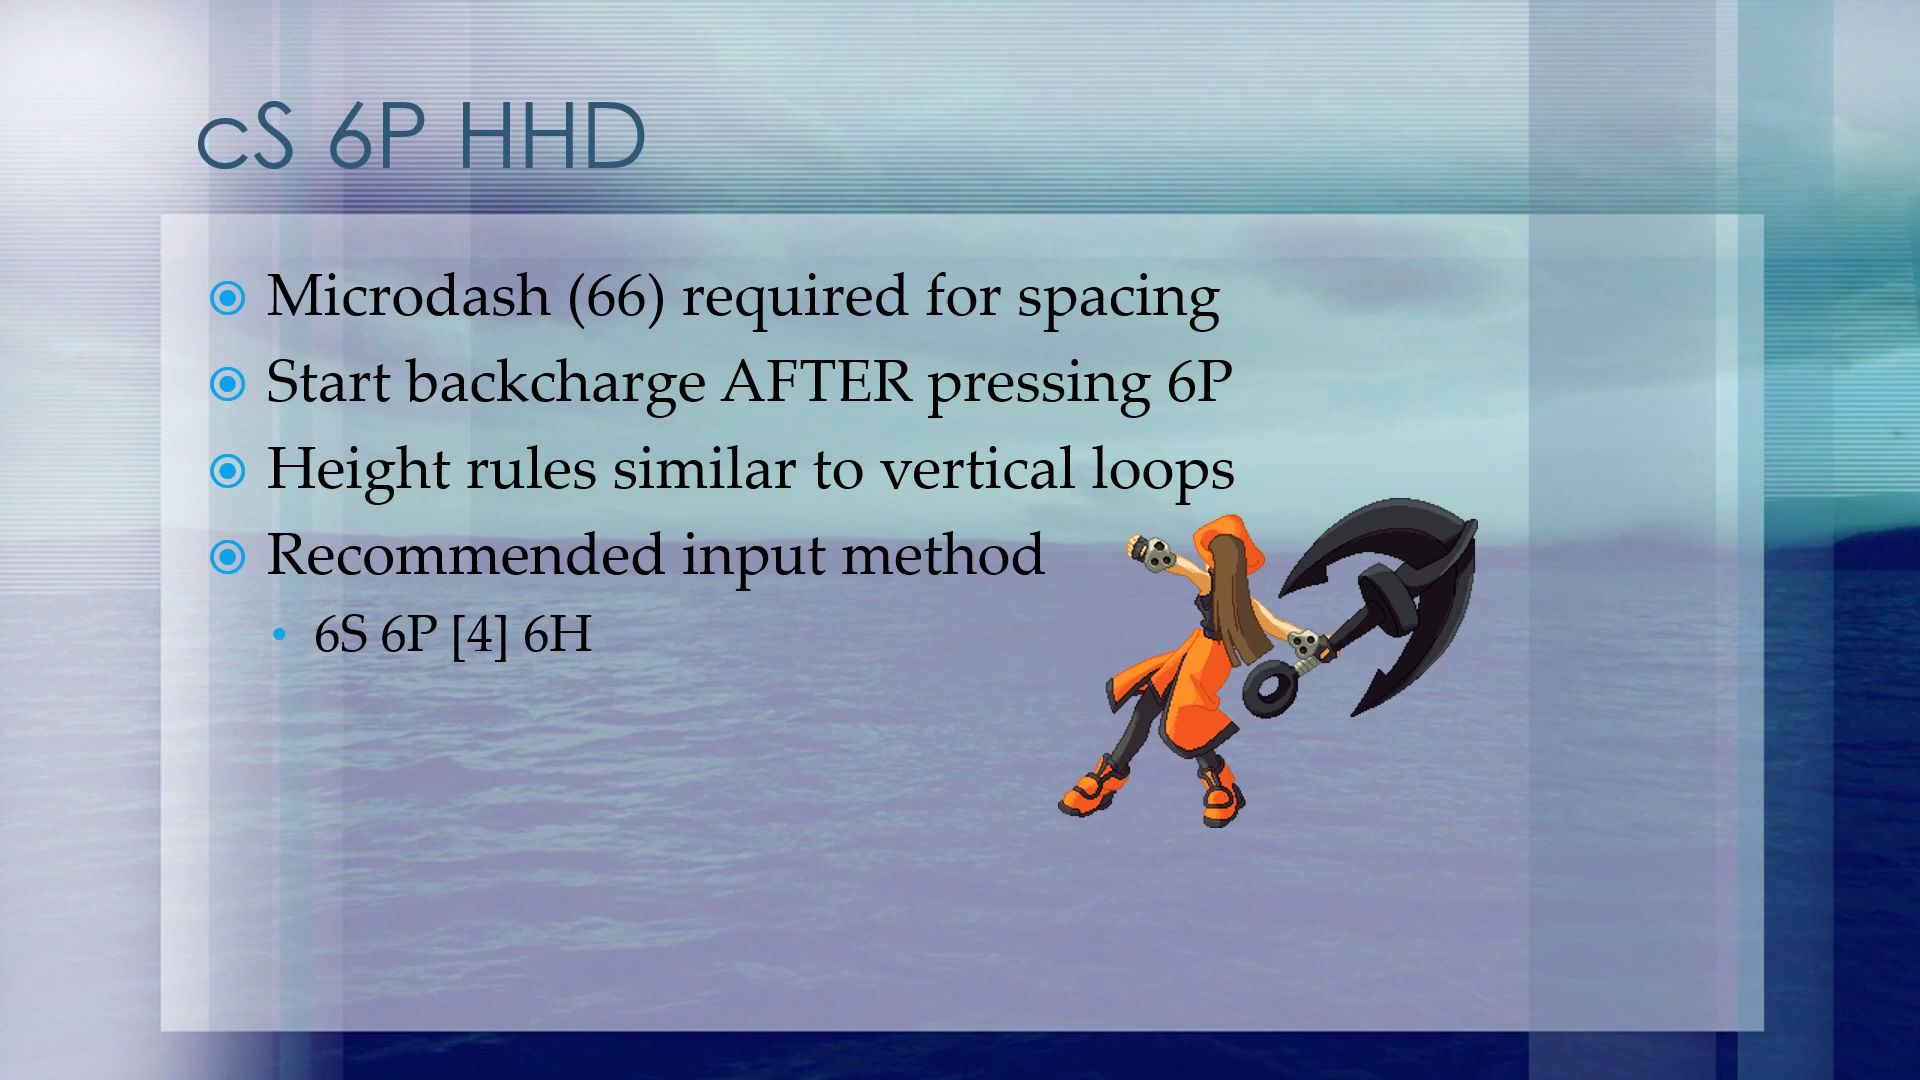 cS 6P HHD
Microdash (66) required for spacing
Start backcharge AFTER pressing 6P
Height rules similar to vertical loops
Recommended input method
6S 6P [4] 6H